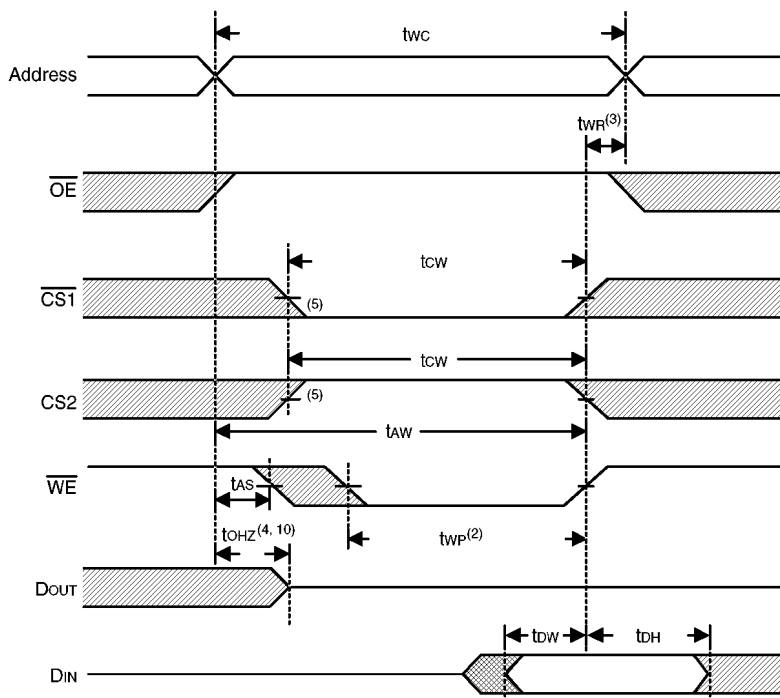 tWC
Address
tWR(3)
OE
tCW
CS1
(5)
tCW
CS2
(5)
tAW
WE
tAS
tOHZ(4, 10)
tWP(2)
DOUT
tDW
tDH
DIN